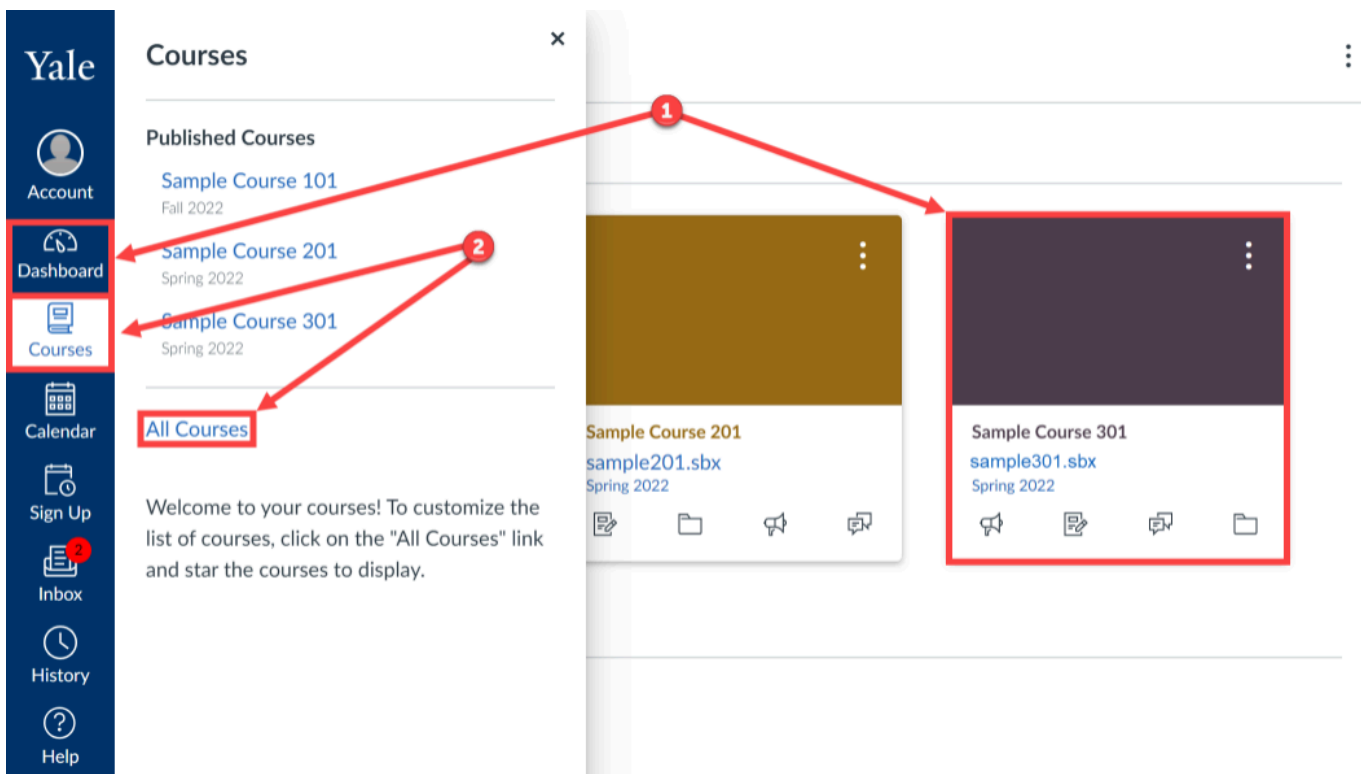 Yale
Account
Dashboard
Courses
Calendar
Sign Up
2
Inbox
History
Help
Courses
×
Published Courses
Sample Course 101
Fall 2022
Sample Course 201
Spring 2022
Sample Course 301
Spring 2022
All Courses
Welcome to your courses! To customize the
list of courses, click on the "All Courses" link
and star the courses to display.
1
2
Sample Course 201
sample201.sbx
Spring 2022
Sample Course 301
sample301.sbx
Spring 2022